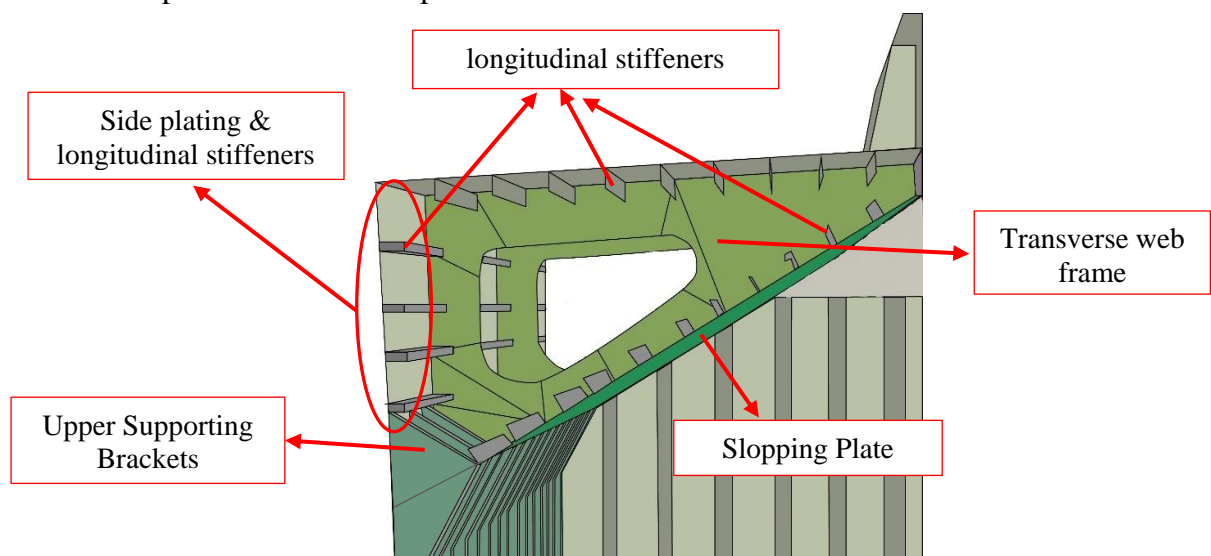 longitudinal stiffeners
Side plating &
longitudinal stiffeners
Transverse web
frame
Upper Supporting
Brackets
Slopping Plate